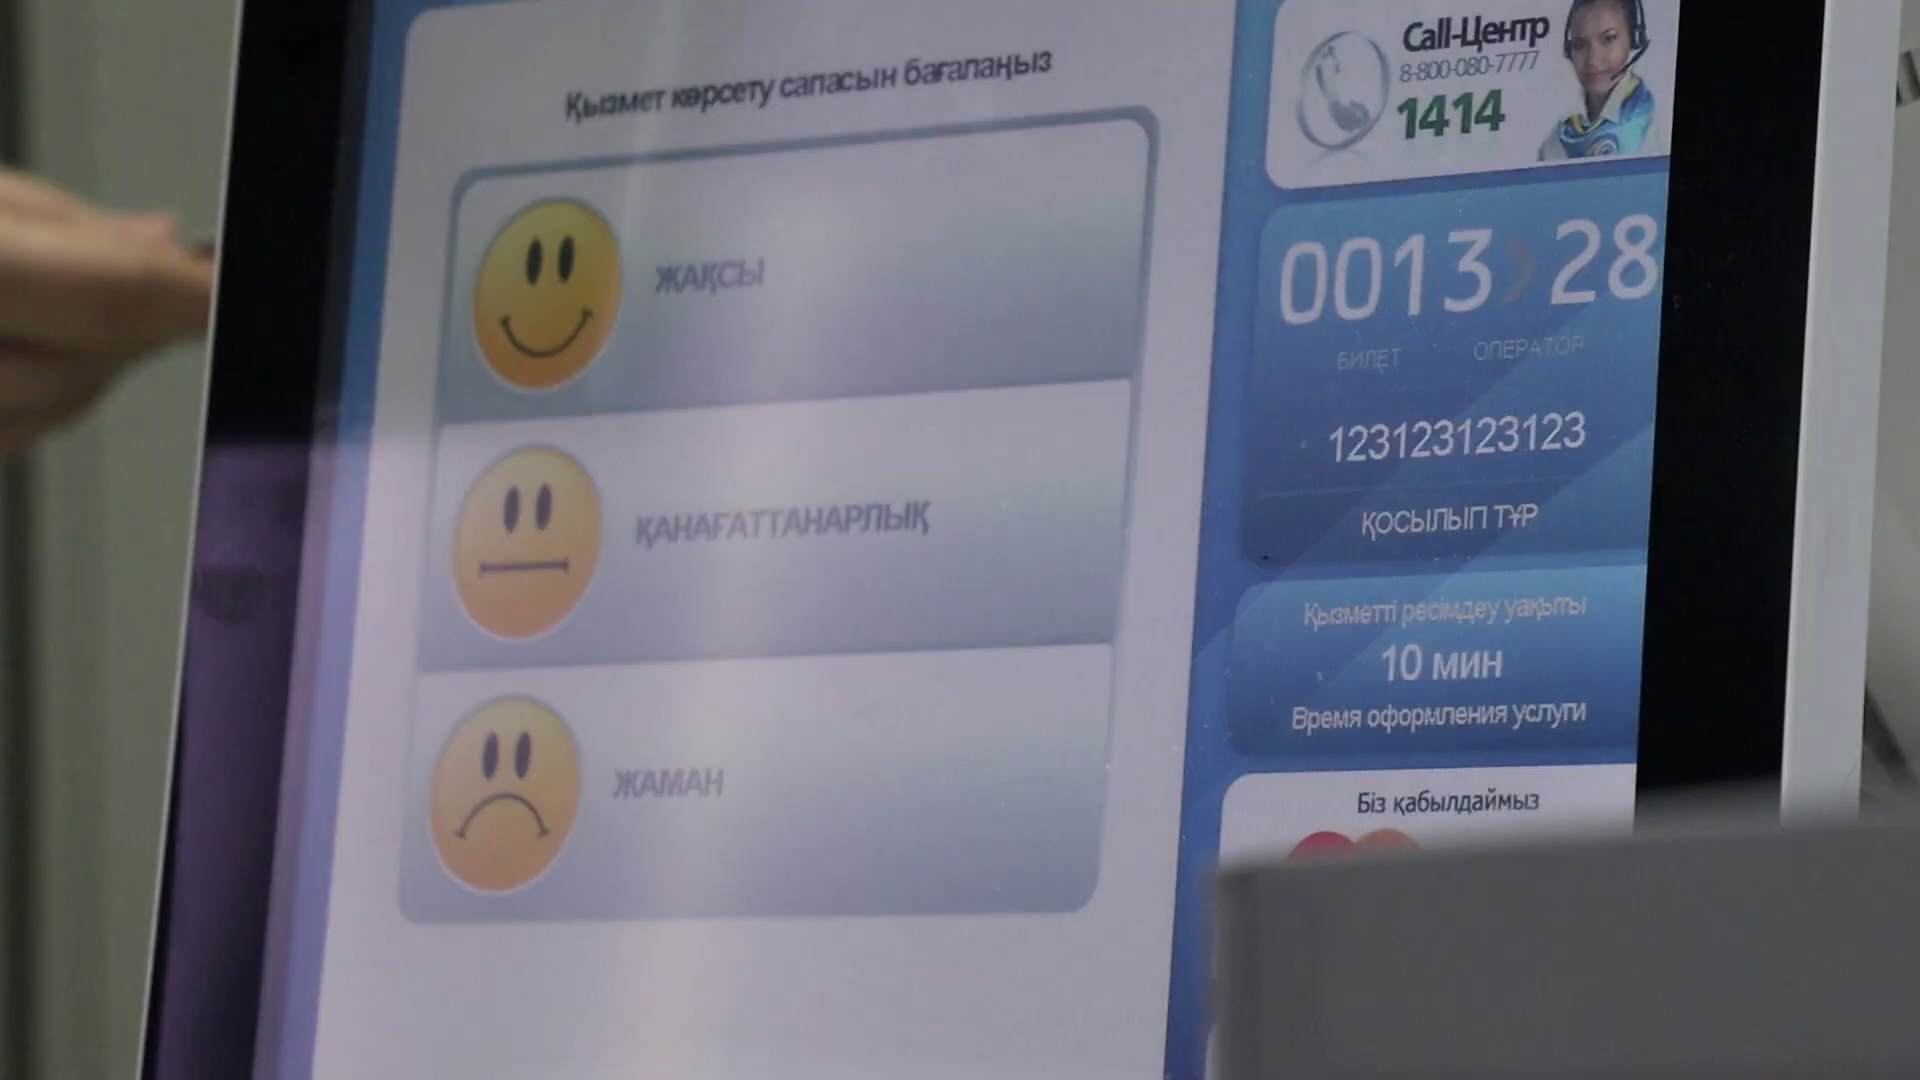 Қызмет көрсету сапасын бағалаңыз
ЖАҚСЫ
ҚАНАҒАТТАНАРЛЫҚ
ЖАМАН
Call-Центр
8-800-080-7777
1414
0013 > 28
БИЛЕТ ОПЕРАТОР
123123123123
ҚОСЫЛЫП ТҰР
Қызметті ресімдеу уақыты
10 мин
Время оформления услуги
Біз қабылдаймыз